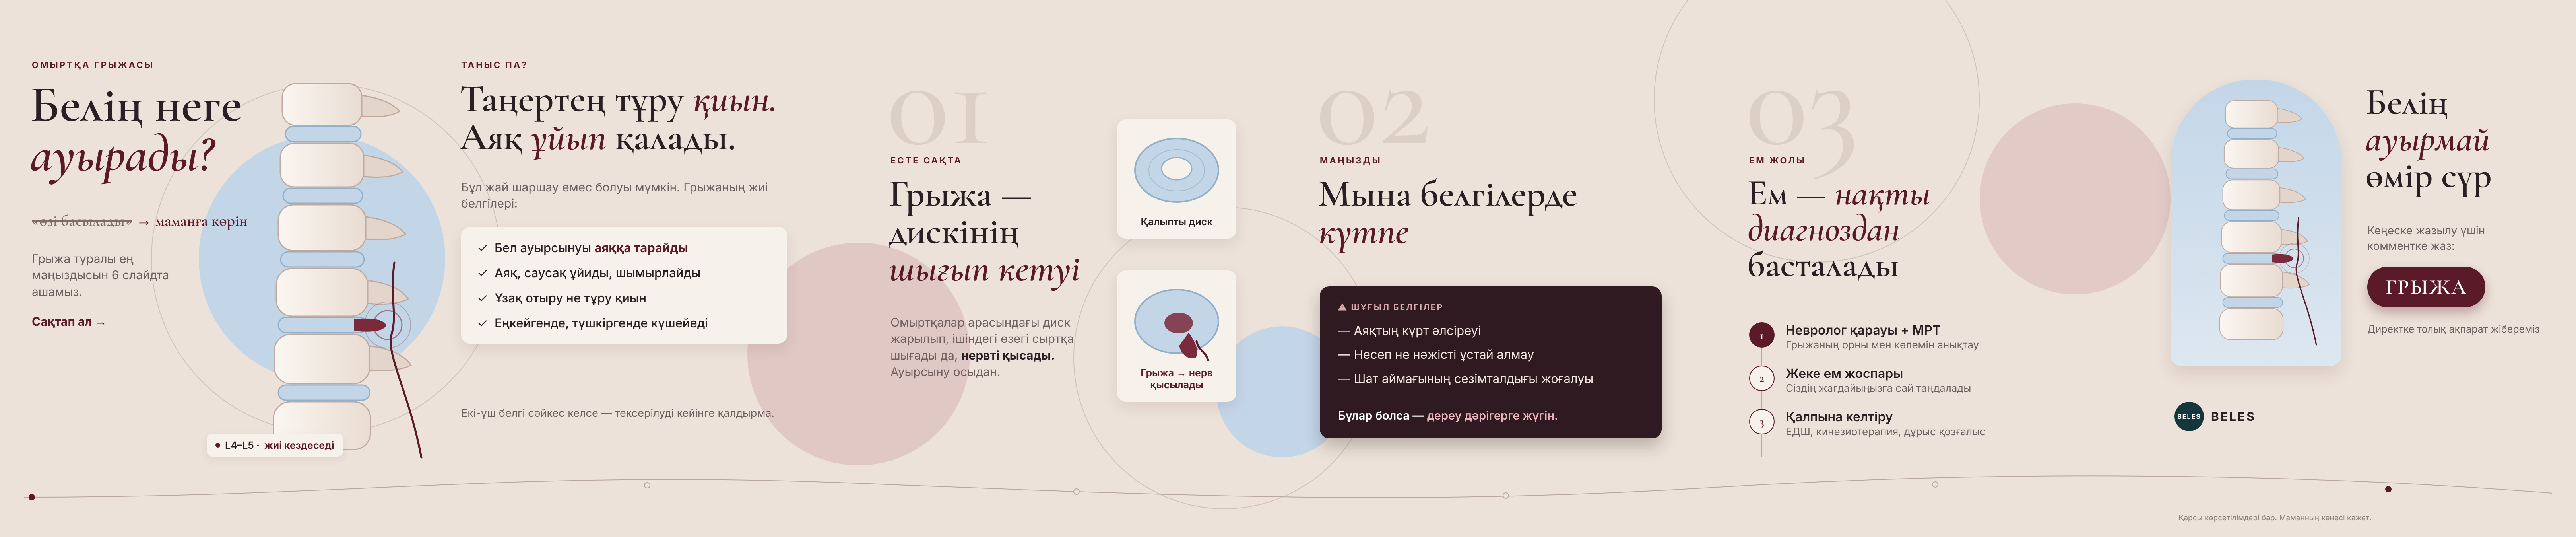 ОМЫРТҚА ГРЫЖАСЫ
Белің неге
ауырады?
«өзі басылады» → маманға көрін
Грыжа туралы ең
маңыздысын 6 слайдта
ашамыз.
Сақтап ал →
L4–L5 · жиі кездеседі
ТАНЫС ПА?
Таңертең тұру қиын.
Аяқ ұйып қалады.
Бұл жай шаршау емес болуы мүмкін. Грыжаның жиі
белгілері:
✓ Бел ауырсынуы аяққа тарайды
✓ Аяқ, саусақ ұйиды, шымырлайды
✓ Ұзақ отыру не тұру қиын
✓ Еңкейгенде, түшкіргенде күшейеді
Екі-үш белгі сәйкес келсе — тексерілуді кейінге қалдырма.
01
ЕСТЕ САҚТА
Грыжа —
дискінің
шығып кетуі
Омыртқалар арасындағы диск
жарылып, ішіндегі өзегі сыртқа
шығады да, нервті қысады.
Ауырсыну осыдан.
Қалыпты диск
Грыжа → нерв
қысылады
02
МАҢЫЗДЫ
Мына белгілерде
күтпе
▲ ШҰҒЫЛ БЕЛГІЛЕР
— Аяқтың күрт әлсіреуі
— Несеп не нәжісті ұстай алмау
— Шат аймағының сезімталдығы жоғалуы
Бұлар болса — дереу дәрігерге жүгін.
03
ЕМ ЖОЛЫ
Ем — нақты
диагноздан
басталады
1
Невролог қарауы + МРТ
Грыжаның орны мен көлемін анықтау
2
Жеке ем жоспары
Сіздің жағдайыңызға сай таңдалады
3
Қалпына келтіру
ЕДШ, кинезиотерапия, дұрыс қозғалыс
BELES
BELES
Белің
ауырмай
өмір сүр
Кеңеске жазылу үшін
комментке жаз:
ГРЫЖА
Директке толық ақпарат жібереміз
Қарсы көрсетілімдері бар. Маманның кеңесі қажет.